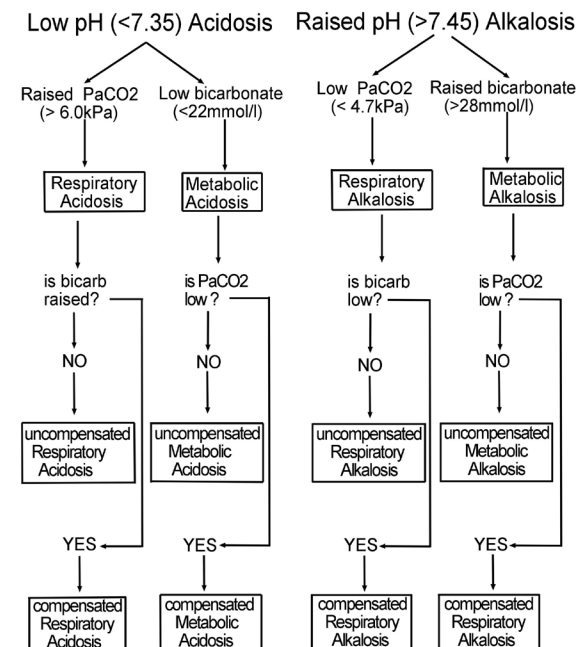 Low pH (<7.35) Acidosis
Raised PaCO2
(> 6.0kPa)
Low bicarbonate
(<22mmol/l)
Respiratory
Acidosis
Metabolic
Acidosis
is bicarb
raised?
is PaCO2
low ?
NO
NO
uncompensated
Respiratory
Acidosis
uncompensated
Metabolic
Acidosis
YES
YES
compensated
Respiratory
Acidosis
compensated
Metabolic
Acidosis
Raised pH (>7.45) Alkalosis
Low PaCO2
(< 4.7kPa)
Raised bicarbonate
(>28mmol/l)
Respiratory
Alkalosis
Metabolic
Alkalosis
is bicarb
low?
is PaCO2
low ?
NO
NO
uncompensated
Respiratory
Alkalosis
uncompensated
Metabolic
Alkalosis
YES
YES
compensated
Respiratory
Alkalosis
compensated
Respiratory
Alkalosis